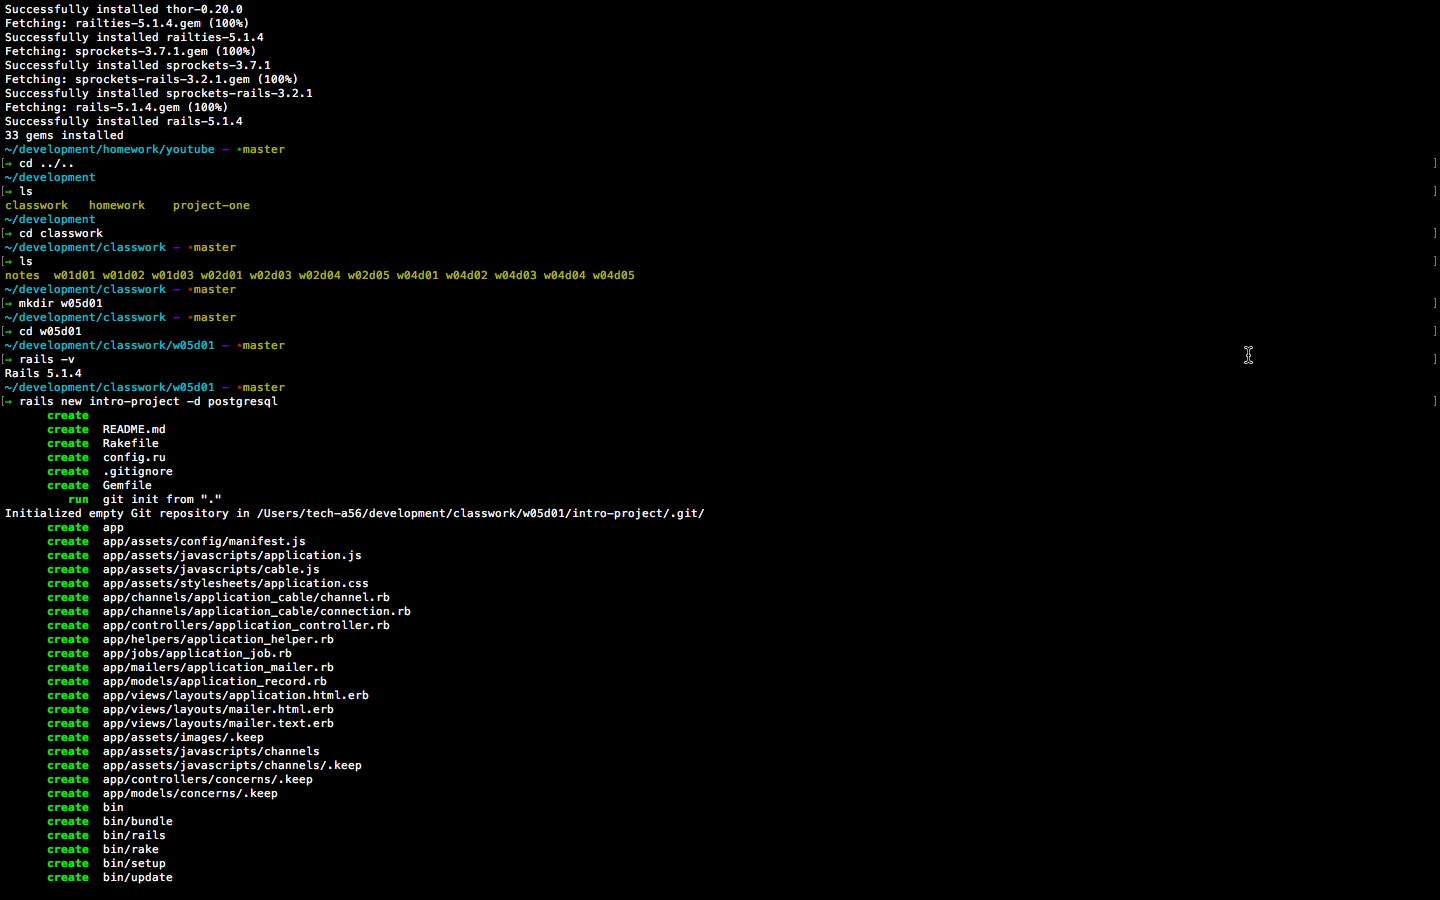 Successfully installed thor-0.20.0
Fetching: railties-5.1.4.gem (100%)
Successfully installed railties-5.1.4
Fetching: sprockets-3.7.1.gem (100%)
Successfully installed sprockets-3.7.1
Fetching: sprockets-rails-3.2.1.gem (100%)
Successfully installed sprockets-rails-3.2.1
Fetching: rails-5.1.4.gem (100%)
Successfully installed rails-5.1.4
33 gems installed
~/development/homework/youtube – *master
[→ cd ../.. ]
~/development
[→ ls ]
classwork   homework    project-one
~/development
[→ cd classwork ]
~/development/classwork – *master
[→ ls ]
notes  w01d01 w01d02 w01d03 w02d01 w02d03 w02d04 w02d05 w04d01 w04d02 w04d03 w04d04 w04d05
~/development/classwork – *master
[→ mkdir w05d01 ]
~/development/classwork – *master
[→ cd w05d01 ]
~/development/classwork/w05d01 – *master
[→ rails -v ]
Rails 5.1.4
~/development/classwork/w05d01 – *master
[→ rails new intro-project -d postgresql ]
      create
      create  README.md
      create  Rakefile
      create  config.ru
      create  .gitignore
      create  Gemfile
         run  git init from "."
Initialized empty Git repository in /Users/tech-a56/development/classwork/w05d01/intro-project/.git/
      create  app
      create  app/assets/config/manifest.js
      create  app/assets/javascripts/application.js
      create  app/assets/javascripts/cable.js
      create  app/assets/stylesheets/application.css
      create  app/channels/application_cable/channel.rb
      create  app/channels/application_cable/connection.rb
      create  app/controllers/application_controller.rb
      create  app/helpers/application_helper.rb
      create  app/jobs/application_job.rb
      create  app/mailers/application_mailer.rb
      create  app/models/application_record.rb
      create  app/views/layouts/application.html.erb
      create  app/views/layouts/mailer.html.erb
      create  app/views/layouts/mailer.text.erb
      create  app/assets/images/.keep
      create  app/assets/javascripts/channels
      create  app/assets/javascripts/channels/.keep
      create  app/controllers/concerns/.keep
      create  app/models/concerns/.keep
      create  bin
      create  bin/bundle
      create  bin/rails
      create  bin/rake
      create  bin/setup
      create  bin/update